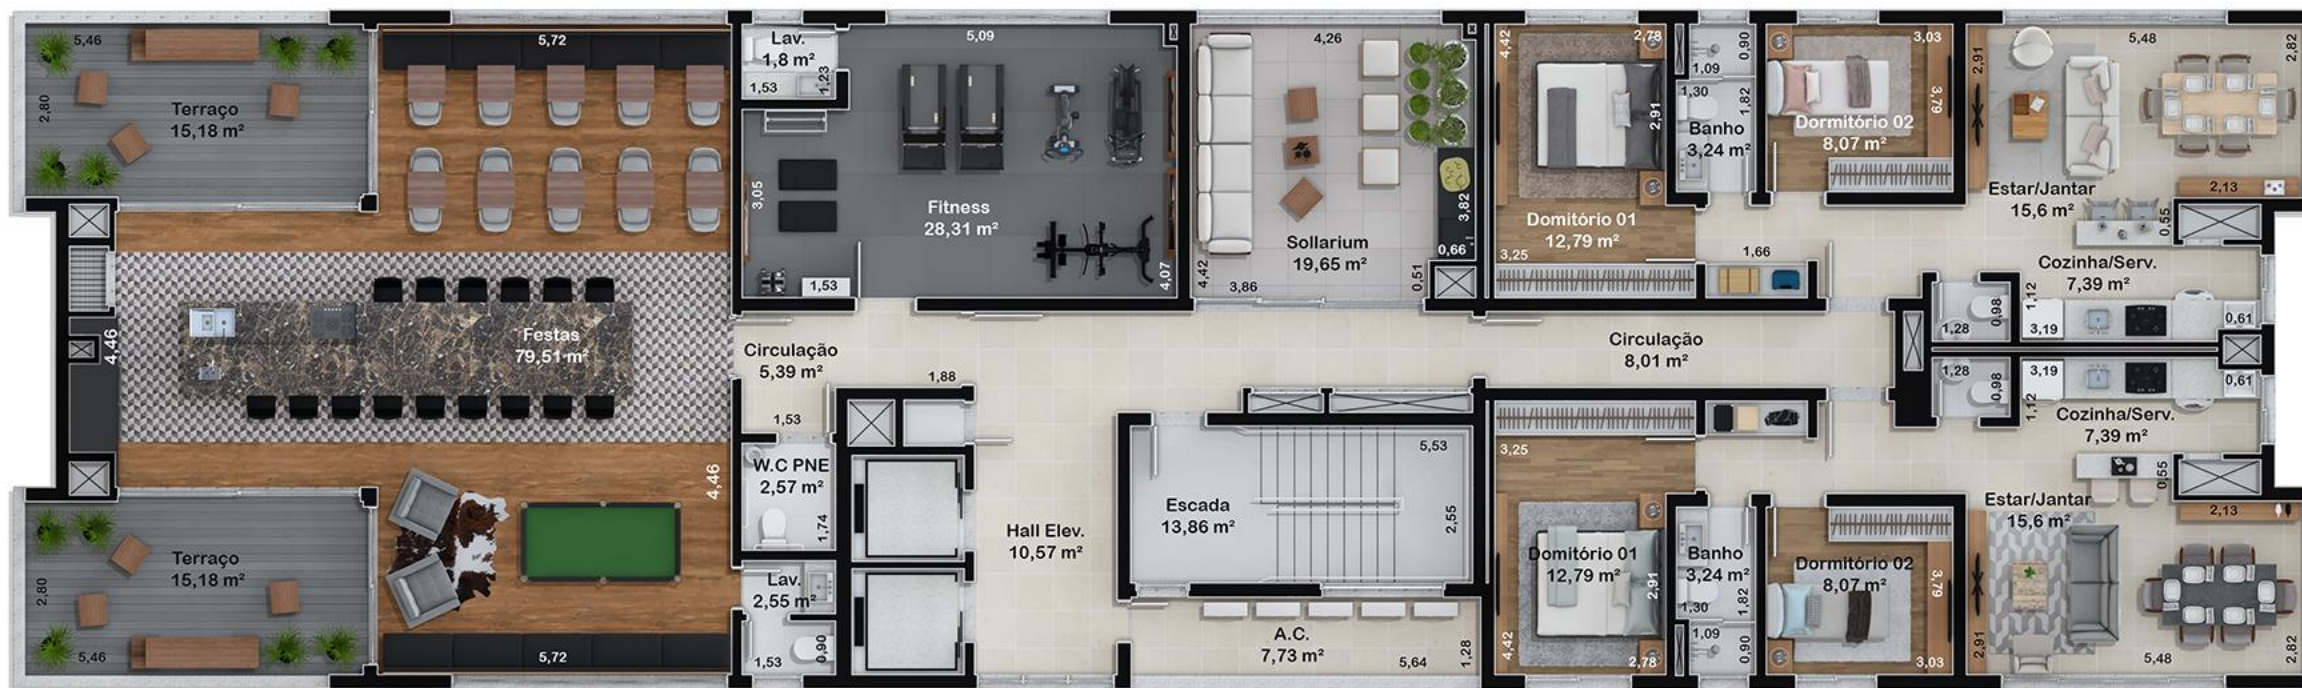 5,46
2,80
Terraço
15,18 m²
5,72
Lav.
1,8 m²
1,23
1,53
5,09
3,05
Fitness
28,31 m²
1,53
4,07
4,26
Sollarium
19,65 m²
3,82
0,66
4,42
3,86
0,51
4,42
2,78
2,91
Domitório 01
12,79 m²
3,25
0,90
1,09
1,30
1,82
Banho
3,24 m²
3,03
3,79
Dormitório 02
8,07 m²
1,66
2,91
5,48
2,82
Estar/Jantar
15,6 m²
2,13
0,55
Cozinha/Serv.
7,39 m²
1,28
0,98
1,12
3,19
0,61
4,46
Festas
79,51 m²
Circulação
5,39 m²
1,88
1,53
Circulação
8,01 m²
1,28
0,98
1,12
3,19
0,61
Cozinha/Serv.
7,39 m²
4,46
W.C PNE
2,57 m²
1,74
Hall Elev.
10,57 m²
Escada
13,86 m²
5,53
2,55
3,25
Domitório 01
12,79 m²
2,91
4,42
2,78
Banho
3,24 m²
1,30
1,82
1,09
0,90
Dormitório 02
8,07 m²
3,79
3,03
0,55
Estar/Jantar
15,6 m²
2,13
2,91
5,48
2,82
Terraço
15,18 m²
2,80
5,46
5,72
Lav.
2,55 m²
1,53
0,90
A.C.
7,73 m²
5,64
1,28